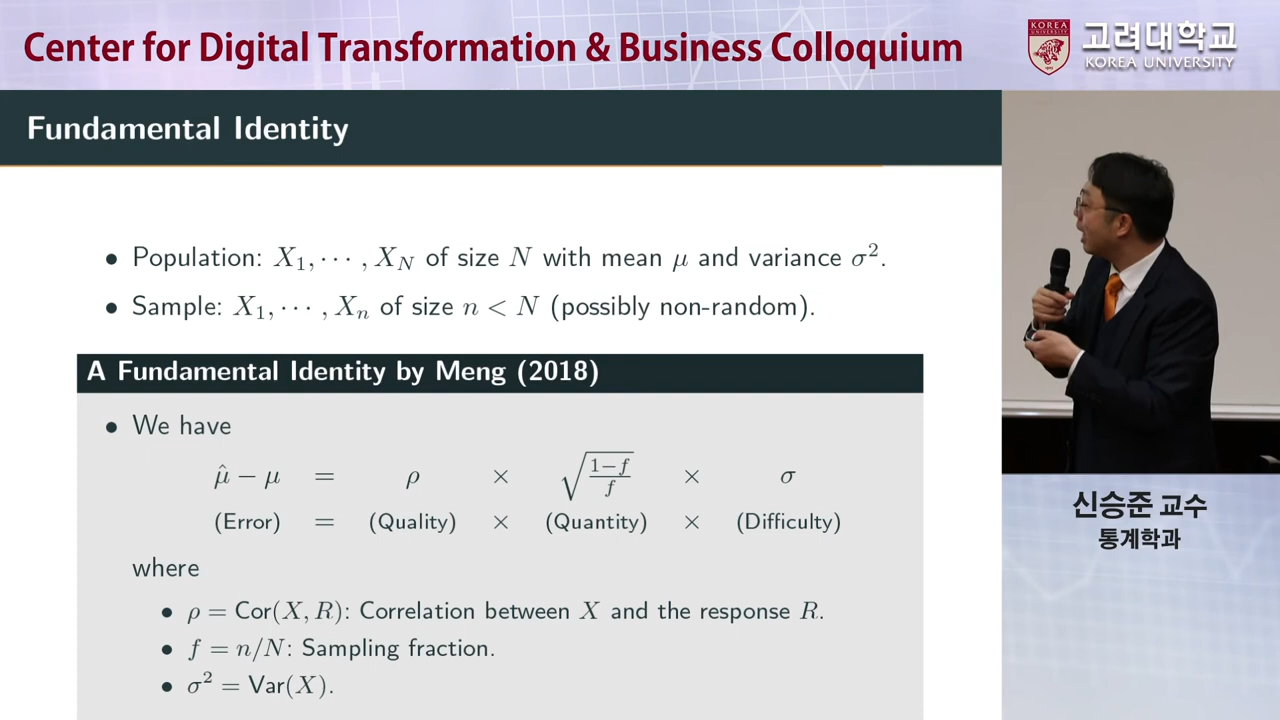 Center for Digital Transformation & Business Colloquium
KOREA UNIVERSITY
고려대학교
KOREA UNIVERSITY
Fundamental Identity
• Population: X₁, ⋯ , X_N of size N with mean μ and variance σ².
• Sample: X₁, ⋯ , Xₙ of size n < N (possibly non-random).
A Fundamental Identity by Meng (2018)
• We have
μ̂ − μ = ρ × √((1−f)/f) × σ
(Error) = (Quality) × (Quantity) × (Difficulty)
where
• ρ = Cor(X, R): Correlation between X and the response R.
• f = n/N: Sampling fraction.
• σ² = Var(X).
신승준 교수
통계학과